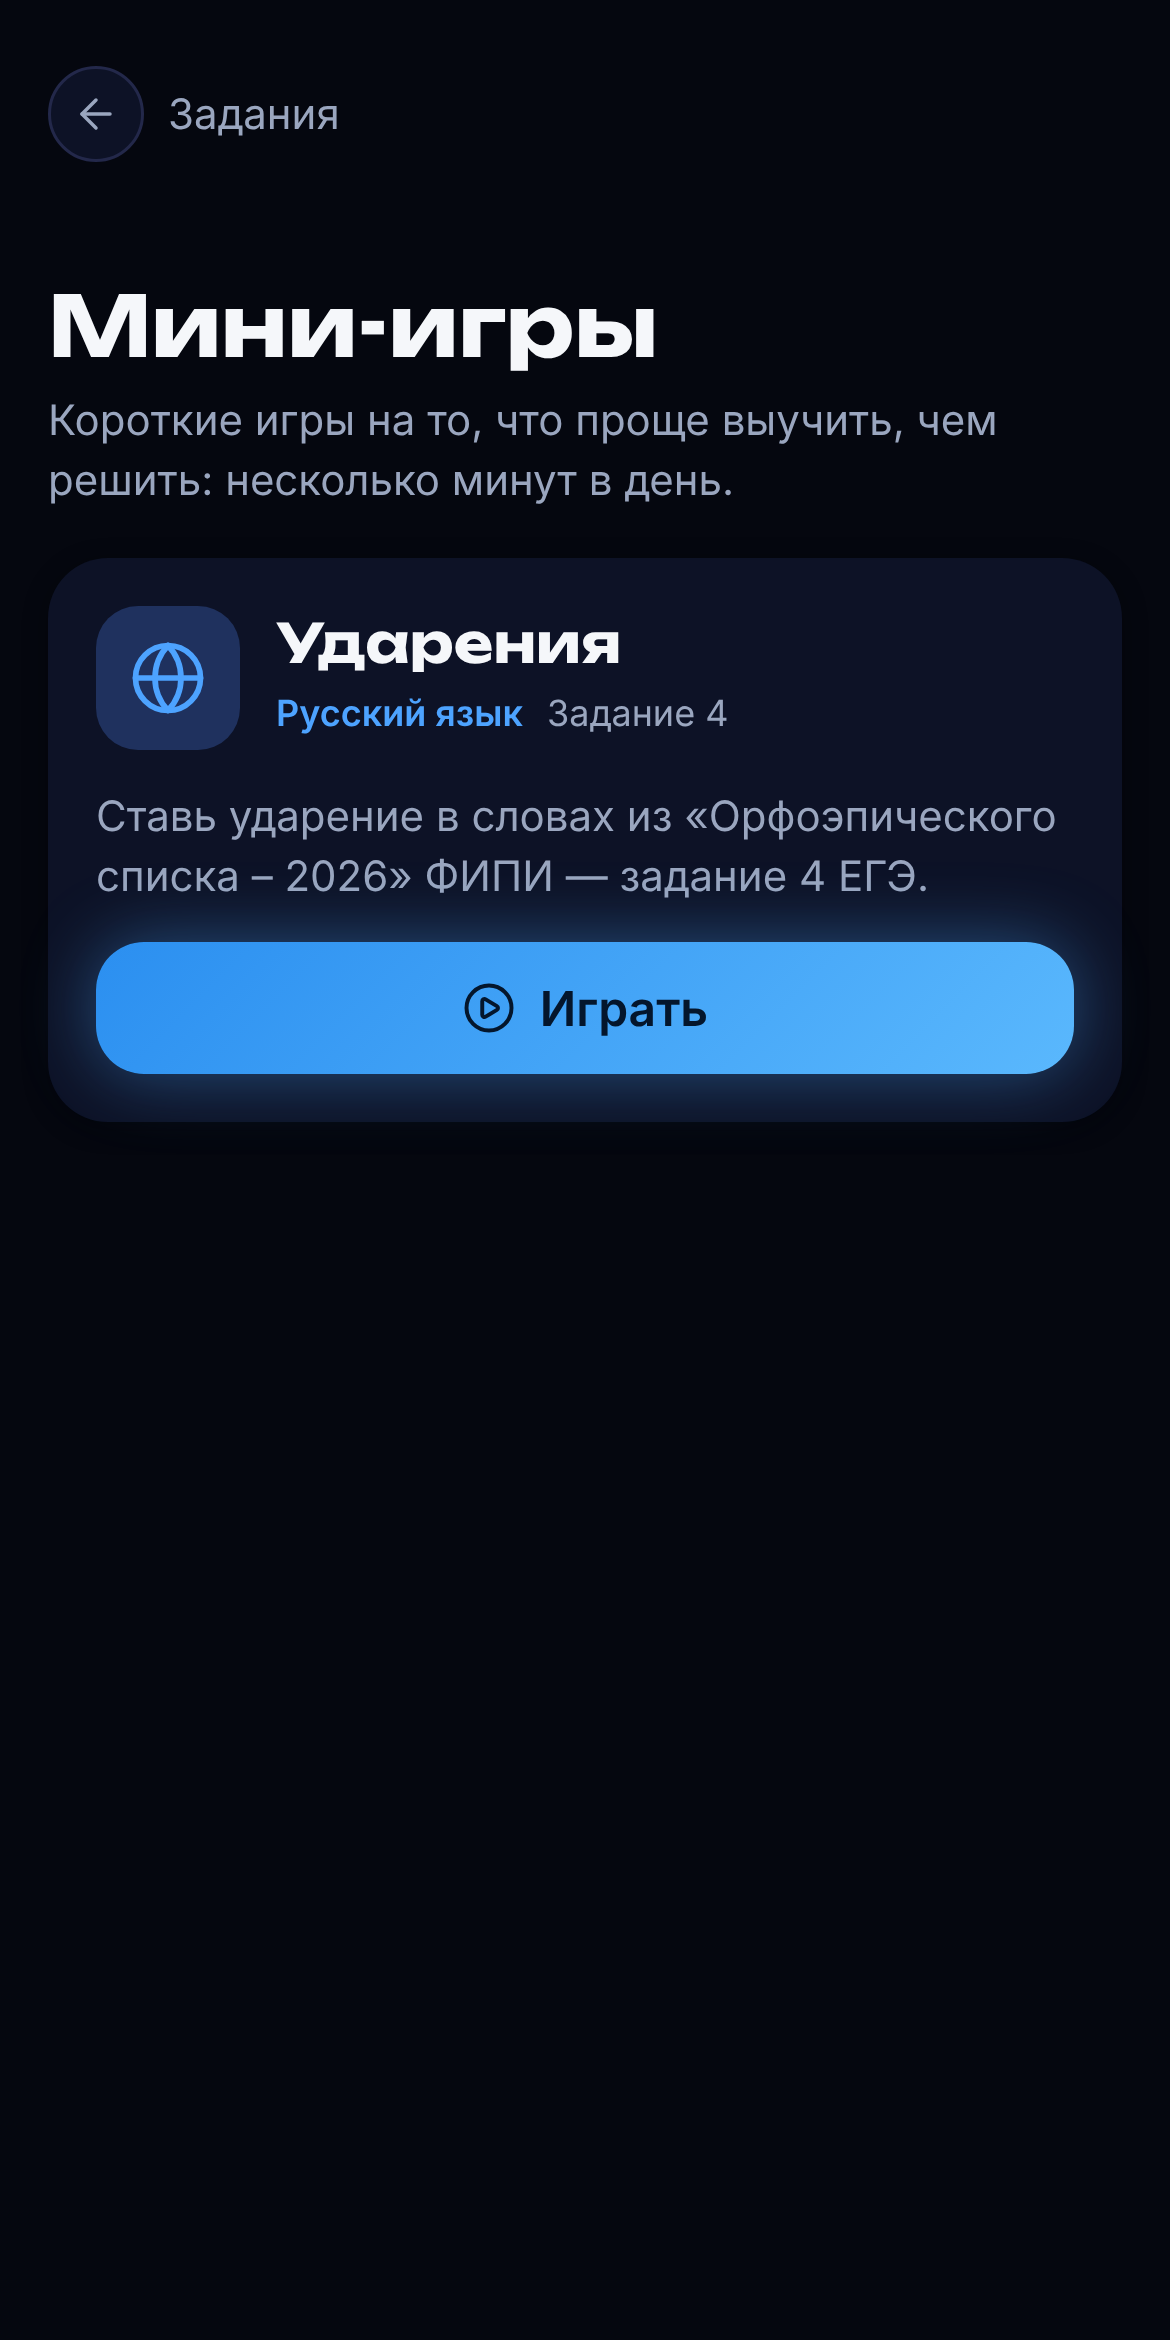 Задания
Мини-игры
Короткие игры на то, что проще выучить, чем
решить: несколько минут в день.
Ударения
Русский язык Задание 4
Ставь ударение в словах из «Орфоэпического
списка – 2026» ФИПИ — задание 4 ЕГЭ.
Играть